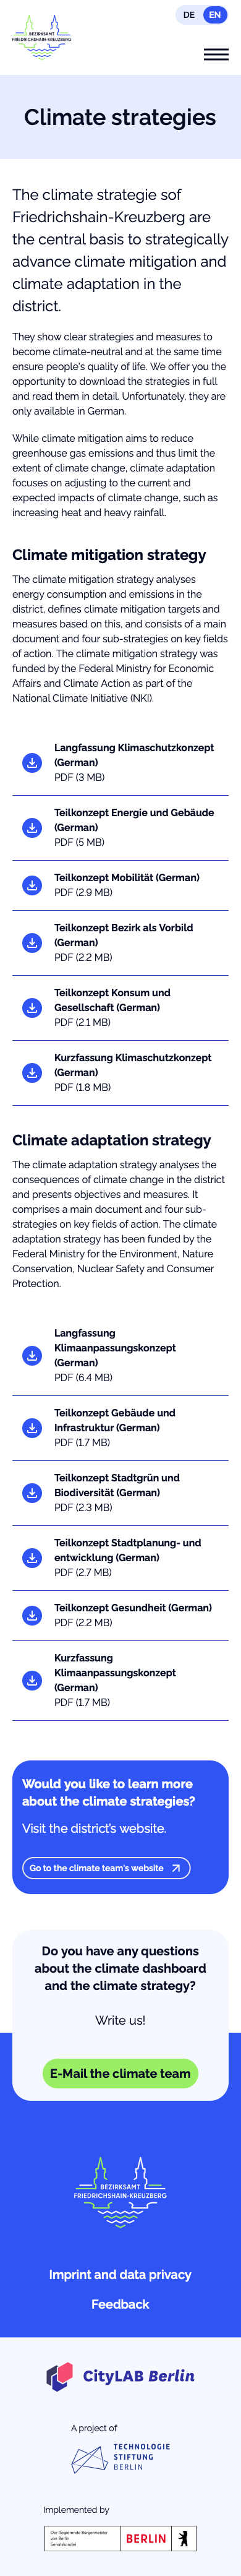 DE EN
BEZIRKSAMT
FRIEDRICHSHAIN-KREUZBERG
Climate strategies
The climate strategie sof
Friedrichshain-Kreuzberg are
the central basis to strategically
advance climate mitigation and
climate adaptation in the
district.
They show clear strategies and measures to
become climate-neutral and at the same time
ensure people's quality of life. We offer you the
opportunity to download the strategies in full
and read them in detail. Unfortunately, they are
only available in German.
While climate mitigation aims to reduce
greenhouse gas emissions and thus limit the
extent of climate change, climate adaptation
focuses on adjusting to the current and
expected impacts of climate change, such as
increasing heat and heavy rainfall.
Climate mitigation strategy
The climate mitigation strategy analyses
energy consumption and emissions in the
district, defines climate mitigation targets and
measures based on this, and consists of a main
document and four sub-strategies on key fields
of action. The climate mitigation strategy was
funded by the Federal Ministry for Economic
Affairs and Climate Action as part of the
National Climate Initiative (NKI).
Langfassung Klimaschutzkonzept
(German)
PDF (3 MB)
Teilkonzept Energie und Gebäude
(German)
PDF (5 MB)
Teilkonzept Mobilität (German)
PDF (2.9 MB)
Teilkonzept Bezirk als Vorbild
(German)
PDF (2.2 MB)
Teilkonzept Konsum und
Gesellschaft (German)
PDF (2.1 MB)
Kurzfassung Klimaschutzkonzept
(German)
PDF (1.8 MB)
Climate adaptation strategy
The climate adaptation strategy analyses the
consequences of climate change in the district
and presents objectives and measures. It
comprises a main document and four sub-
strategies on key fields of action. The climate
adaptation strategy has been funded by the
Federal Ministry for the Environment, Nature
Conservation, Nuclear Safety and Consumer
Protection.
Langfassung
Klimaanpassungskonzept
(German)
PDF (6.4 MB)
Teilkonzept Gebäude und
Infrastruktur (German)
PDF (1.7 MB)
Teilkonzept Stadtgrün und
Biodiversität (German)
PDF (2.3 MB)
Teilkonzept Stadtplanung- und
entwicklung (German)
PDF (2.7 MB)
Teilkonzept Gesundheit (German)
PDF (2.2 MB)
Kurzfassung
Klimaanpassungskonzept
(German)
PDF (1.7 MB)
Would you like to learn more
about the climate strategies?
Visit the district's website.
Go to the climate team's website
Do you have any questions
about the climate dashboard
and the climate strategy?
Write us!
E-Mail the climate team
BEZIRKSAMT
FRIEDRICHSHAIN-KREUZBERG
Imprint and data privacy
Feedback
CityLAB Berlin
A project of
TECHNOLOGIE
STIFTUNG
BERLIN
Implemented by
Der Regierende Bürgermeister
von Berlin
Senatskanzlei
BERLIN